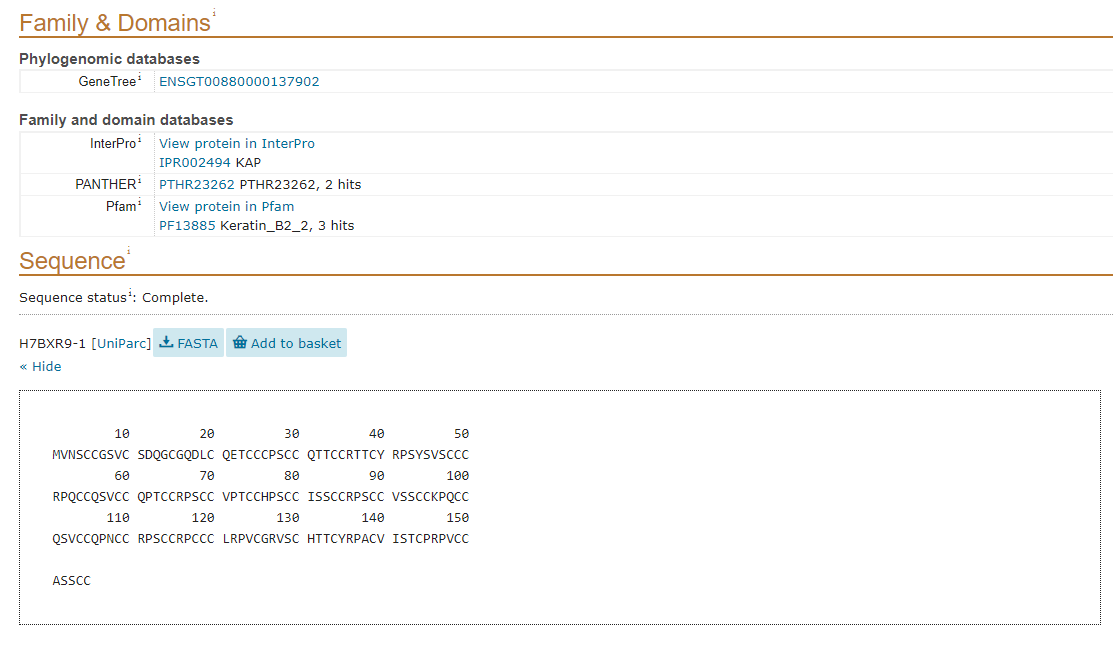 Family & Domains i
Phylogenomic databases
GeneTree i ENSGT00880000137902
Family and domain databases
InterPro i View protein in InterPro
IPR002494 KAP
PANTHER i PTHR23262 PTHR23262, 2 hits
Pfam i View protein in Pfam
PF13885 Keratin_B2_2, 3 hits
Sequence i
Sequence status i: Complete.
H7BXR9-1 [UniParc] FASTA Add to basket
« Hide
10 20 30 40 50
MVNSCCGSVC SDQGCGQDLC QETCCCPSCC QTTCCRTTCY RPSYSVSCCC
60 70 80 90 100
RPQCCQSVCC QPTCCRPSCC VPTCCHPSCC ISSCCRPSCC VSSCCKPQCC
110 120 130 140 150
QSVCCQPNCC RPSCCRPCCC LRPVCGRVSC HTTCYRPACV ISTCPRPVCC
ASSCC